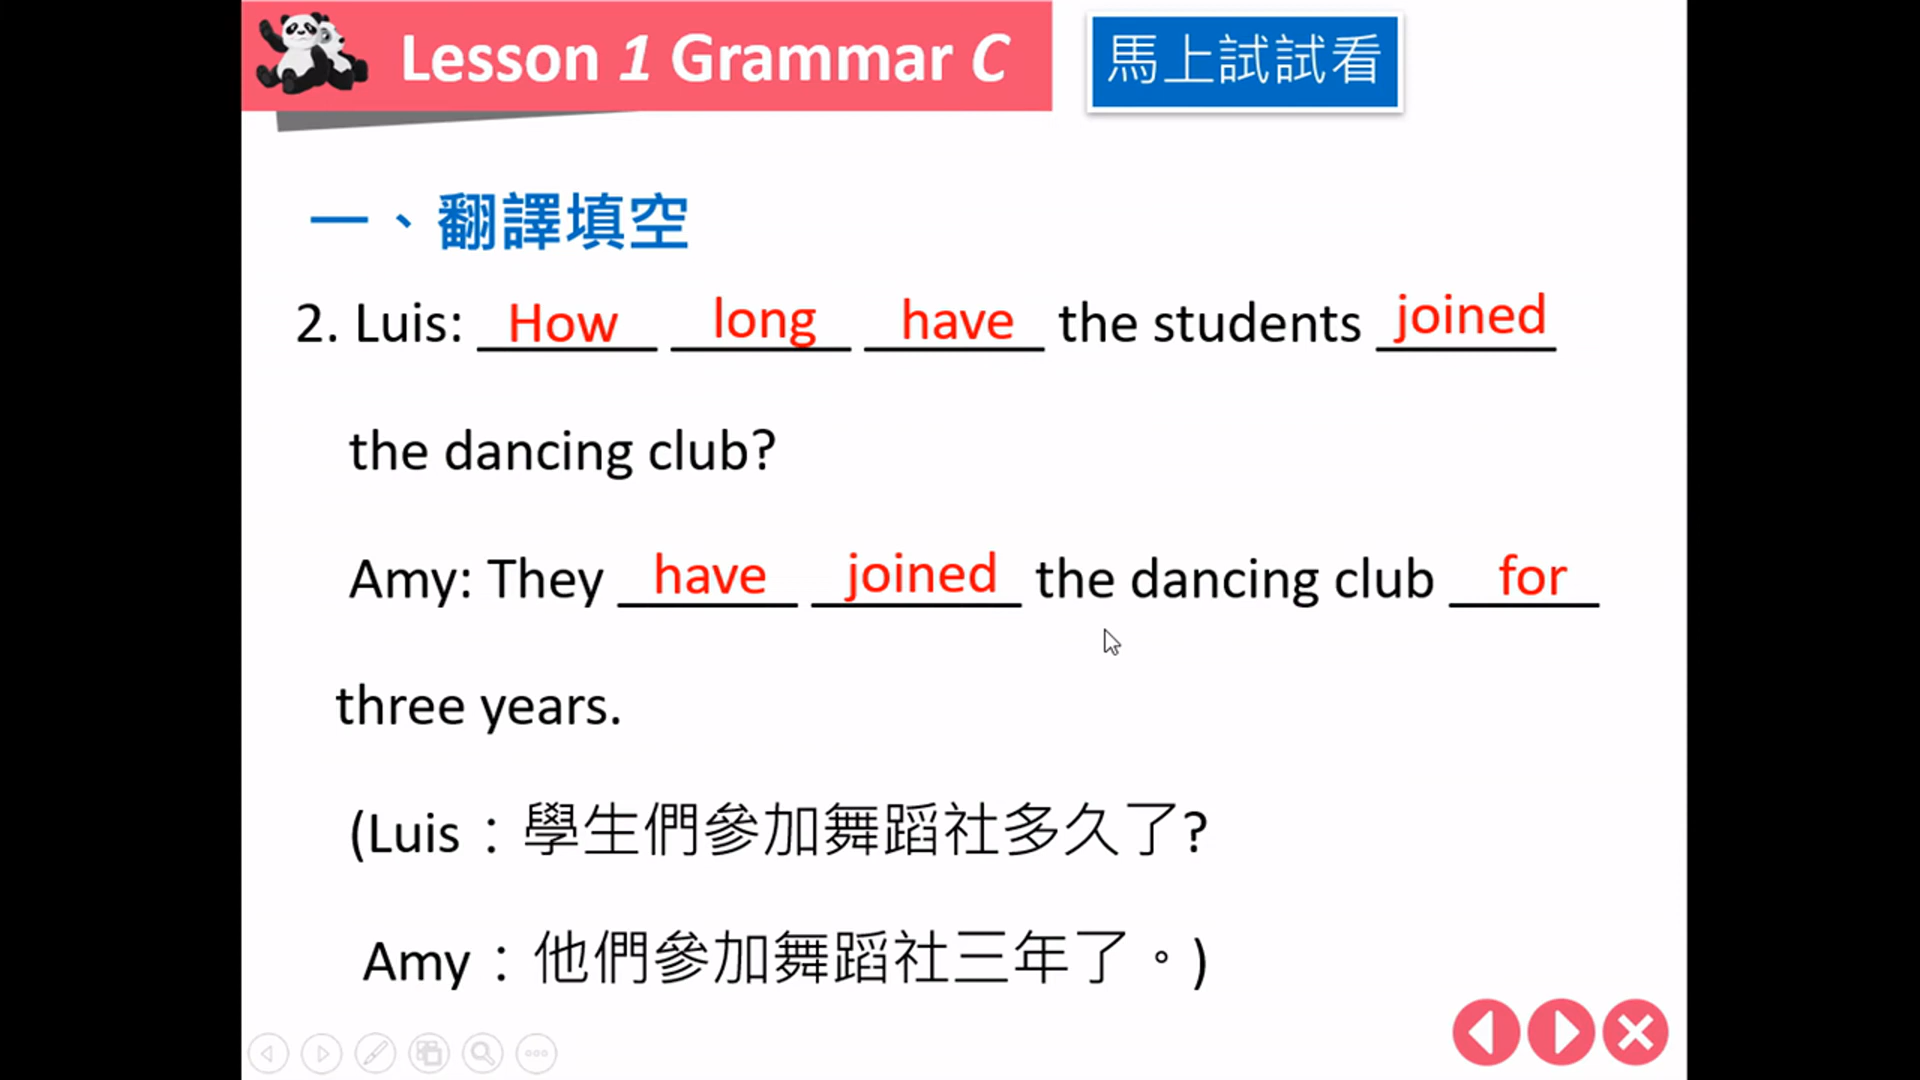 Lesson 1 Grammar C
馬上試試看
一、翻譯填空
2. Luis: How long have the students joined
the dancing club?
Amy: They have joined the dancing club for
three years.
(Luis：學生們參加舞蹈社多久了?
Amy：他們參加舞蹈社三年了。)